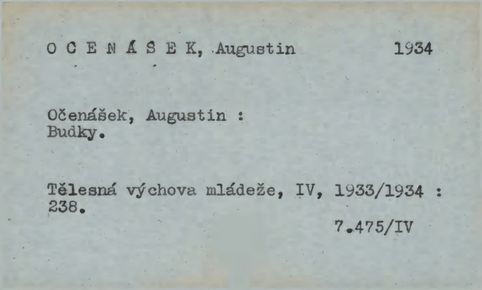 O C E N Á Š E K, Augustin 1934
Očenášek, Augustin :
Budky.
Tělesná výchova mládeže, IV, 1933/1934 :
238.
7.475/IV